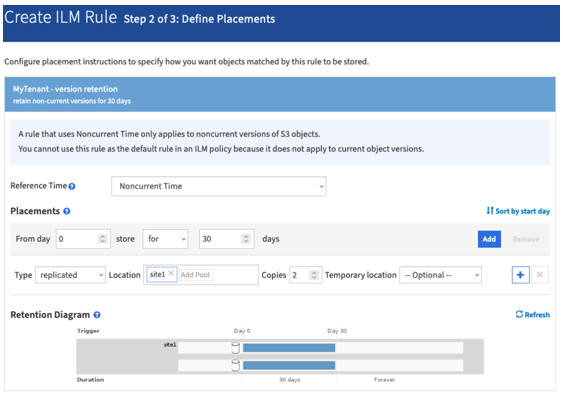 Create ILM Rule Step 2 of 3: Define Placements
Configure placement instructions to specify how you want objects matched by this rule to be stored.
MyTenant - version retention
retain non-current versions for 30 days
A rule that uses Noncurrent Time only applies to noncurrent versions of S3 objects.
You cannot use this rule as the default rule in an ILM policy because it does not apply to current object versions.
Reference Time ? Noncurrent Time
Placements ? Sort by start day
From day 0 store for 30 days Add Remove
Type replicated Location site1 × Add Pool Copies 2 Temporary location -- Optional -- + ×
Retention Diagram ? Refresh
Trigger Day 0 Day 30
site1
Duration 30 days Forever